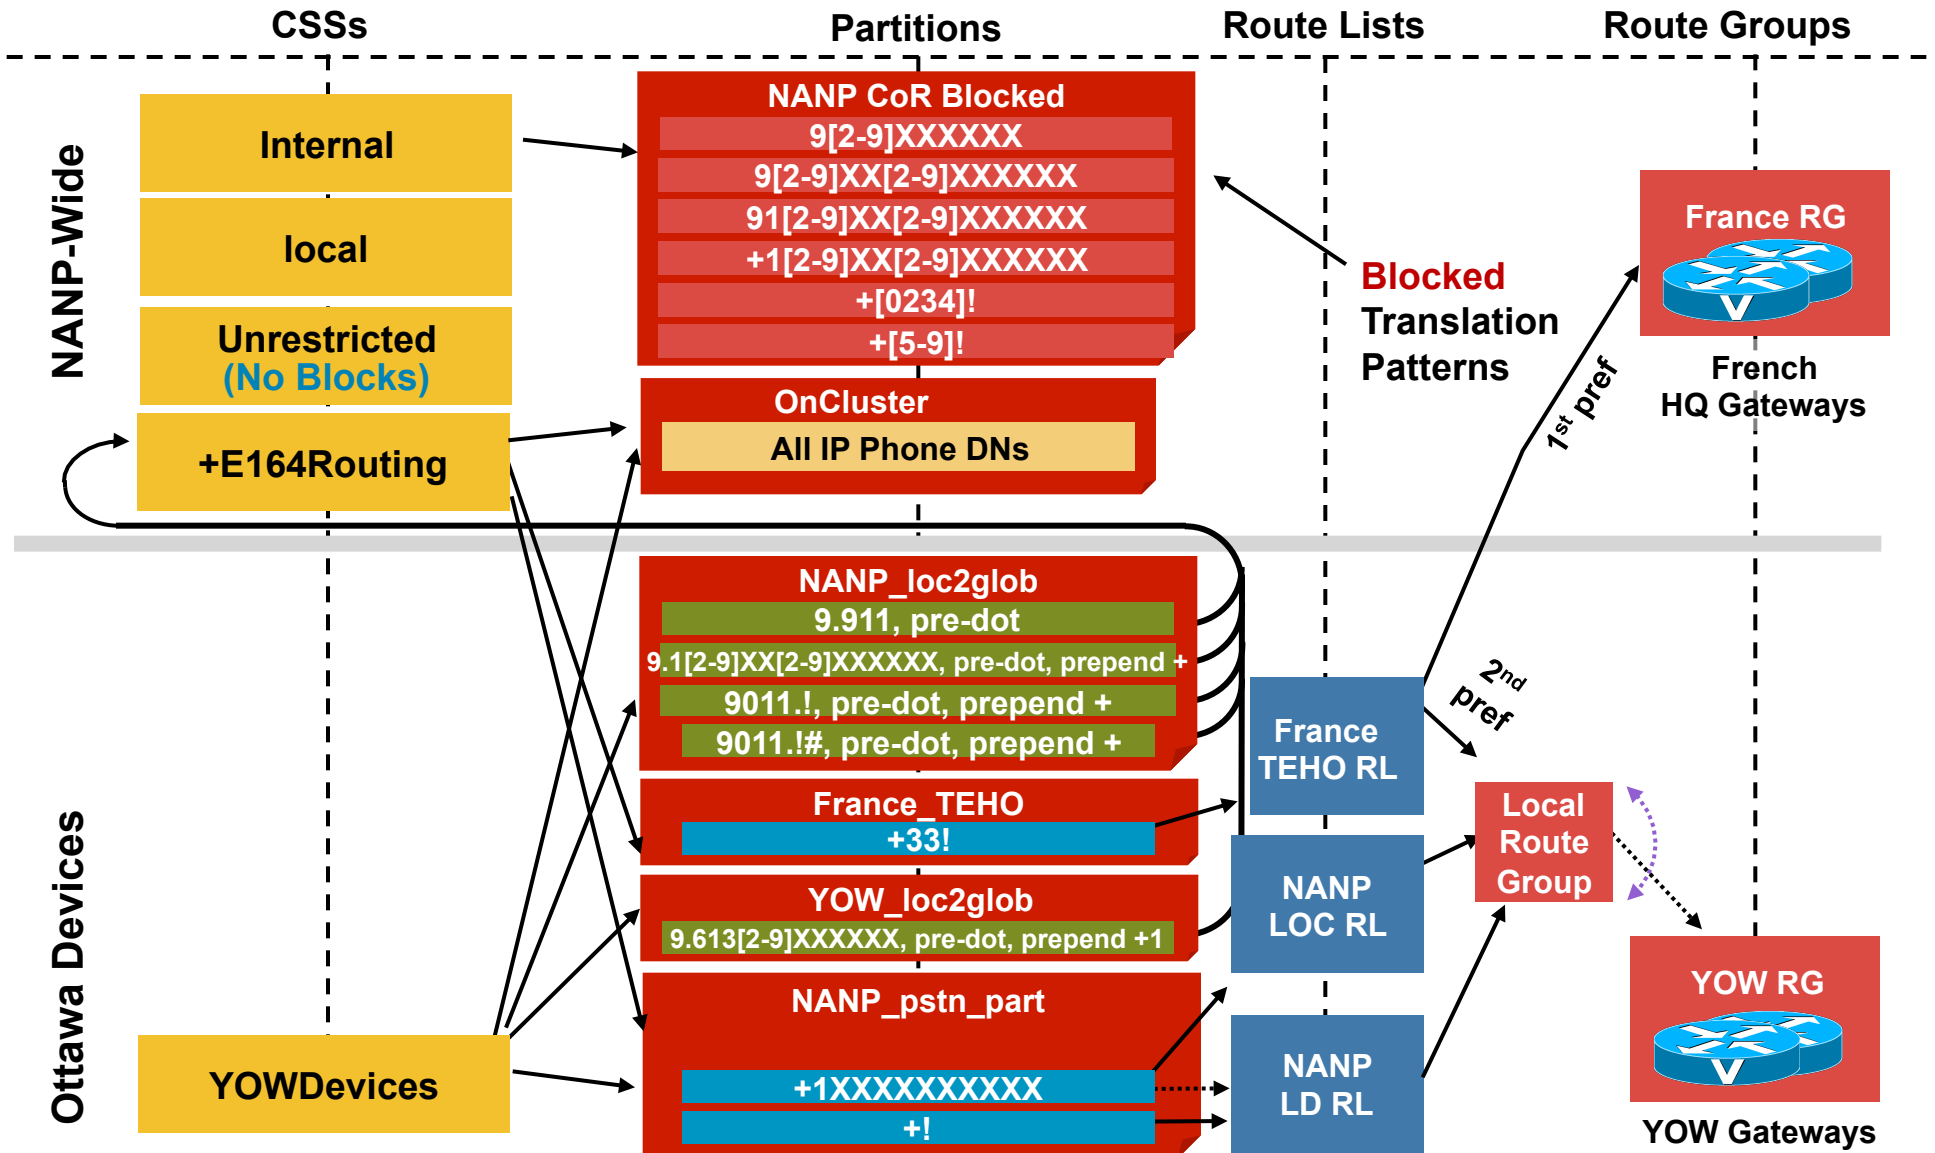 CSSs
Partitions
Route Lists
Route Groups
NANP-Wide
Internal
local
Unrestricted
(No Blocks)
+E164Routing
NANP CoR Blocked
9[2-9]XXXXXX
9[2-9]XX[2-9]XXXXXX
91[2-9]XX[2-9]XXXXXX
+1[2-9]XX[2-9]XXXXXX
+[0234]!
+[5-9]!
OnCluster
All IP Phone DNs
Blocked
Translation
Patterns
1st pref
France RG
V
French
HQ Gateways
Ottawa Devices
YOWDevices
NANP_loc2glob
9.911, pre-dot
9.1[2-9]XX[2-9]XXXXXX, pre-dot, prepend +
9011.!, pre-dot, prepend +
9011.!#, pre-dot, prepend +
France_TEHO
+33!
YOW_loc2glob
9.613[2-9]XXXXXX, pre-dot, prepend +1
NANP_pstn_part
+1XXXXXXXXXX
+!
France
TEHO RL
NANP
LOC RL
NANP
LD RL
2nd
pref
Local
Route
Group
YOW RG
V
YOW Gateways